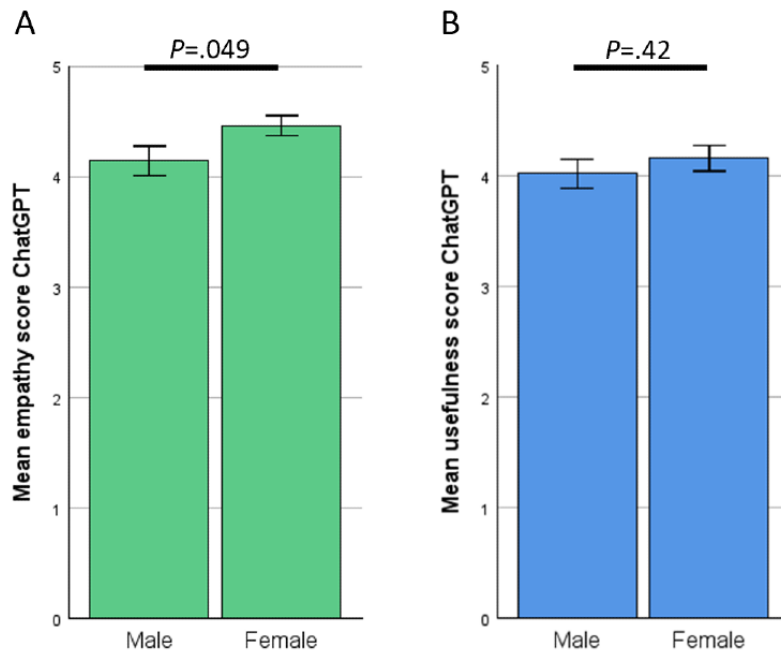 A
P=.049
5
4
3
2
1
0
Mean empathy score ChatGPT
Male
Female
B
P=.42
5
4
3
2
1
0
Mean usefulness score ChatGPT
Male
Female